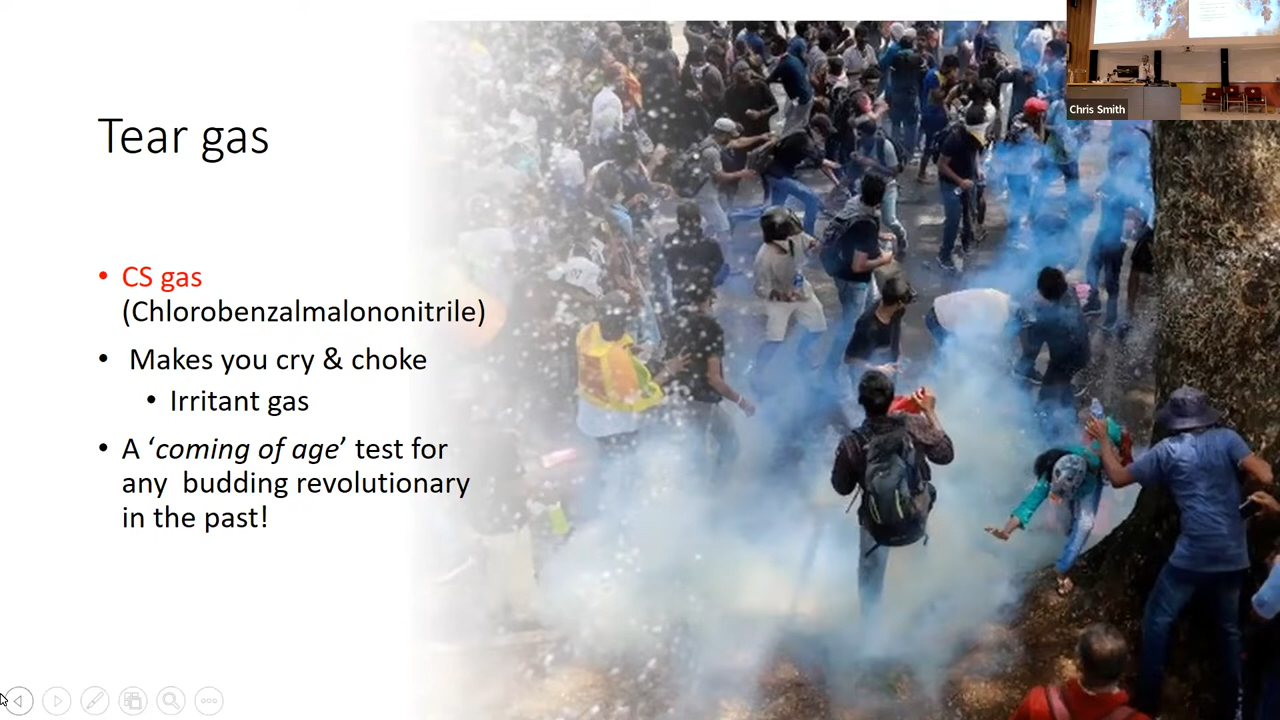 Tear gas
• CS gas
(Chlorobenzalmalononitrile)
• Makes you cry & choke
• Irritant gas
• A ‘coming of age’ test for
any budding revolutionary
in the past!
Chris Smith